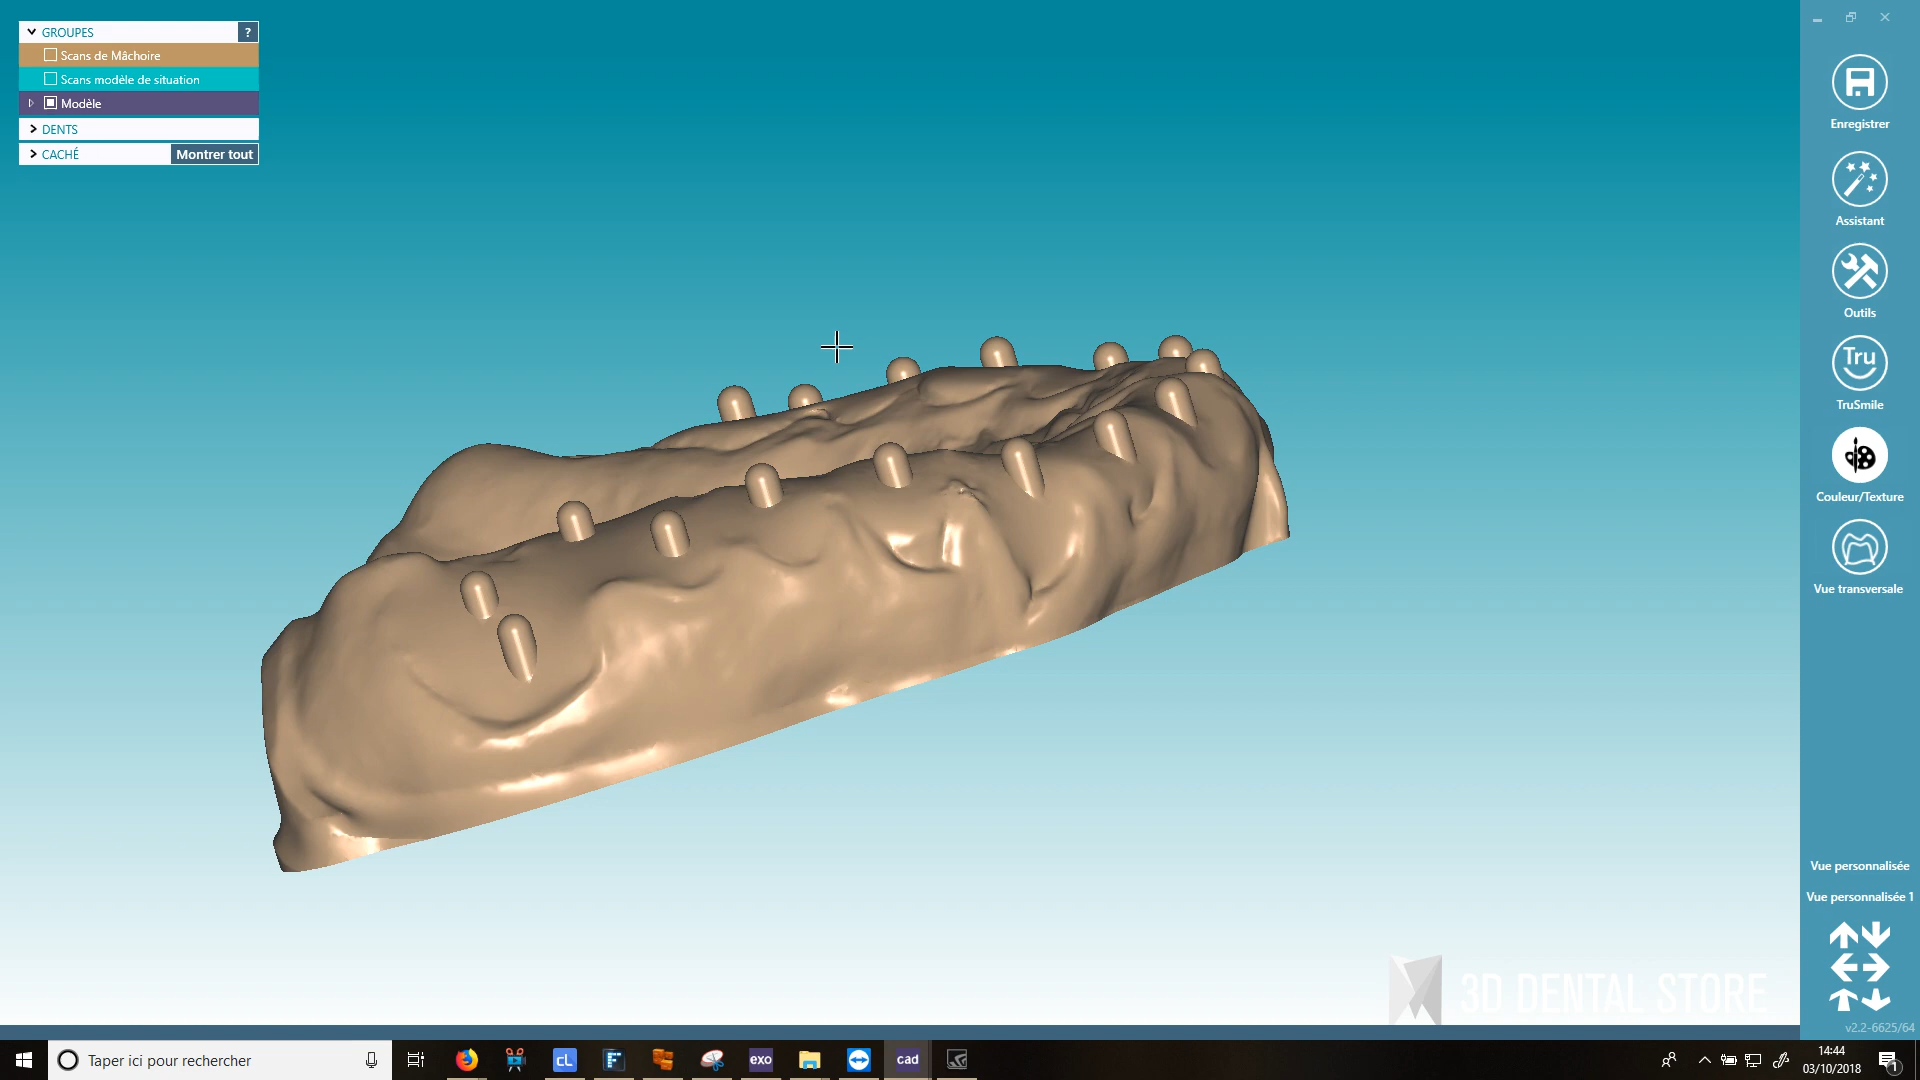 GROUPES
?
Scans de Mâchoire
Scans modèle de situation
Modèle
DENTS
CACHÉ
Montrer tout
Enregistrer
Assistant
Outils
Tru
TruSmile
Couleur/Texture
Vue transversale
Vue personnalisée
Vue personnalisée 1
3D DENTAL STORE
v2.2-6625/64
Taper ici pour rechercher
cL
F
exo
cad
14:44
03/10/2018
1